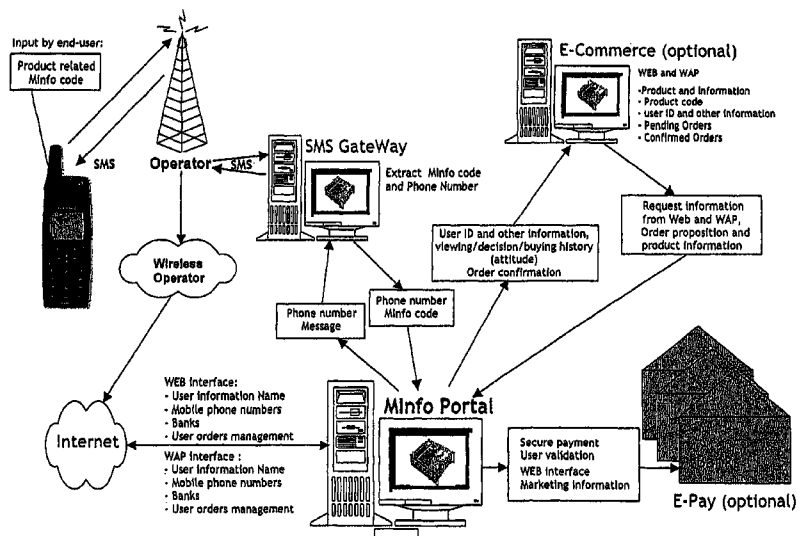 Input by end-user:
Product related
Minfo code
SMS
Operator
SMS
SMS GateWay
Extract Minfo code
and Phone Number
E-Commerce (optional)
WEB and WAP
-Product and Information
- Product code
- user ID and other information
- Pending Orders
- Confirmed Orders
Wireless
Operator
User ID and other information,
viewing/decision/buying history
(attitude)
Order confirmation
Request information
from Web and WAP,
Order proposition and
product information
Phone number
Message
Phone number
Minfo code
Internet
WEB interface:
- User information Name
- Mobile phone numbers
- Banks
- User orders management
WAP interface :
- User information Name
- Mobile phone numbers
- Banks
- User orders management
Minfo Portal
Secure payment
User validation
WEB interface
Marketing information
E-Pay (optional)